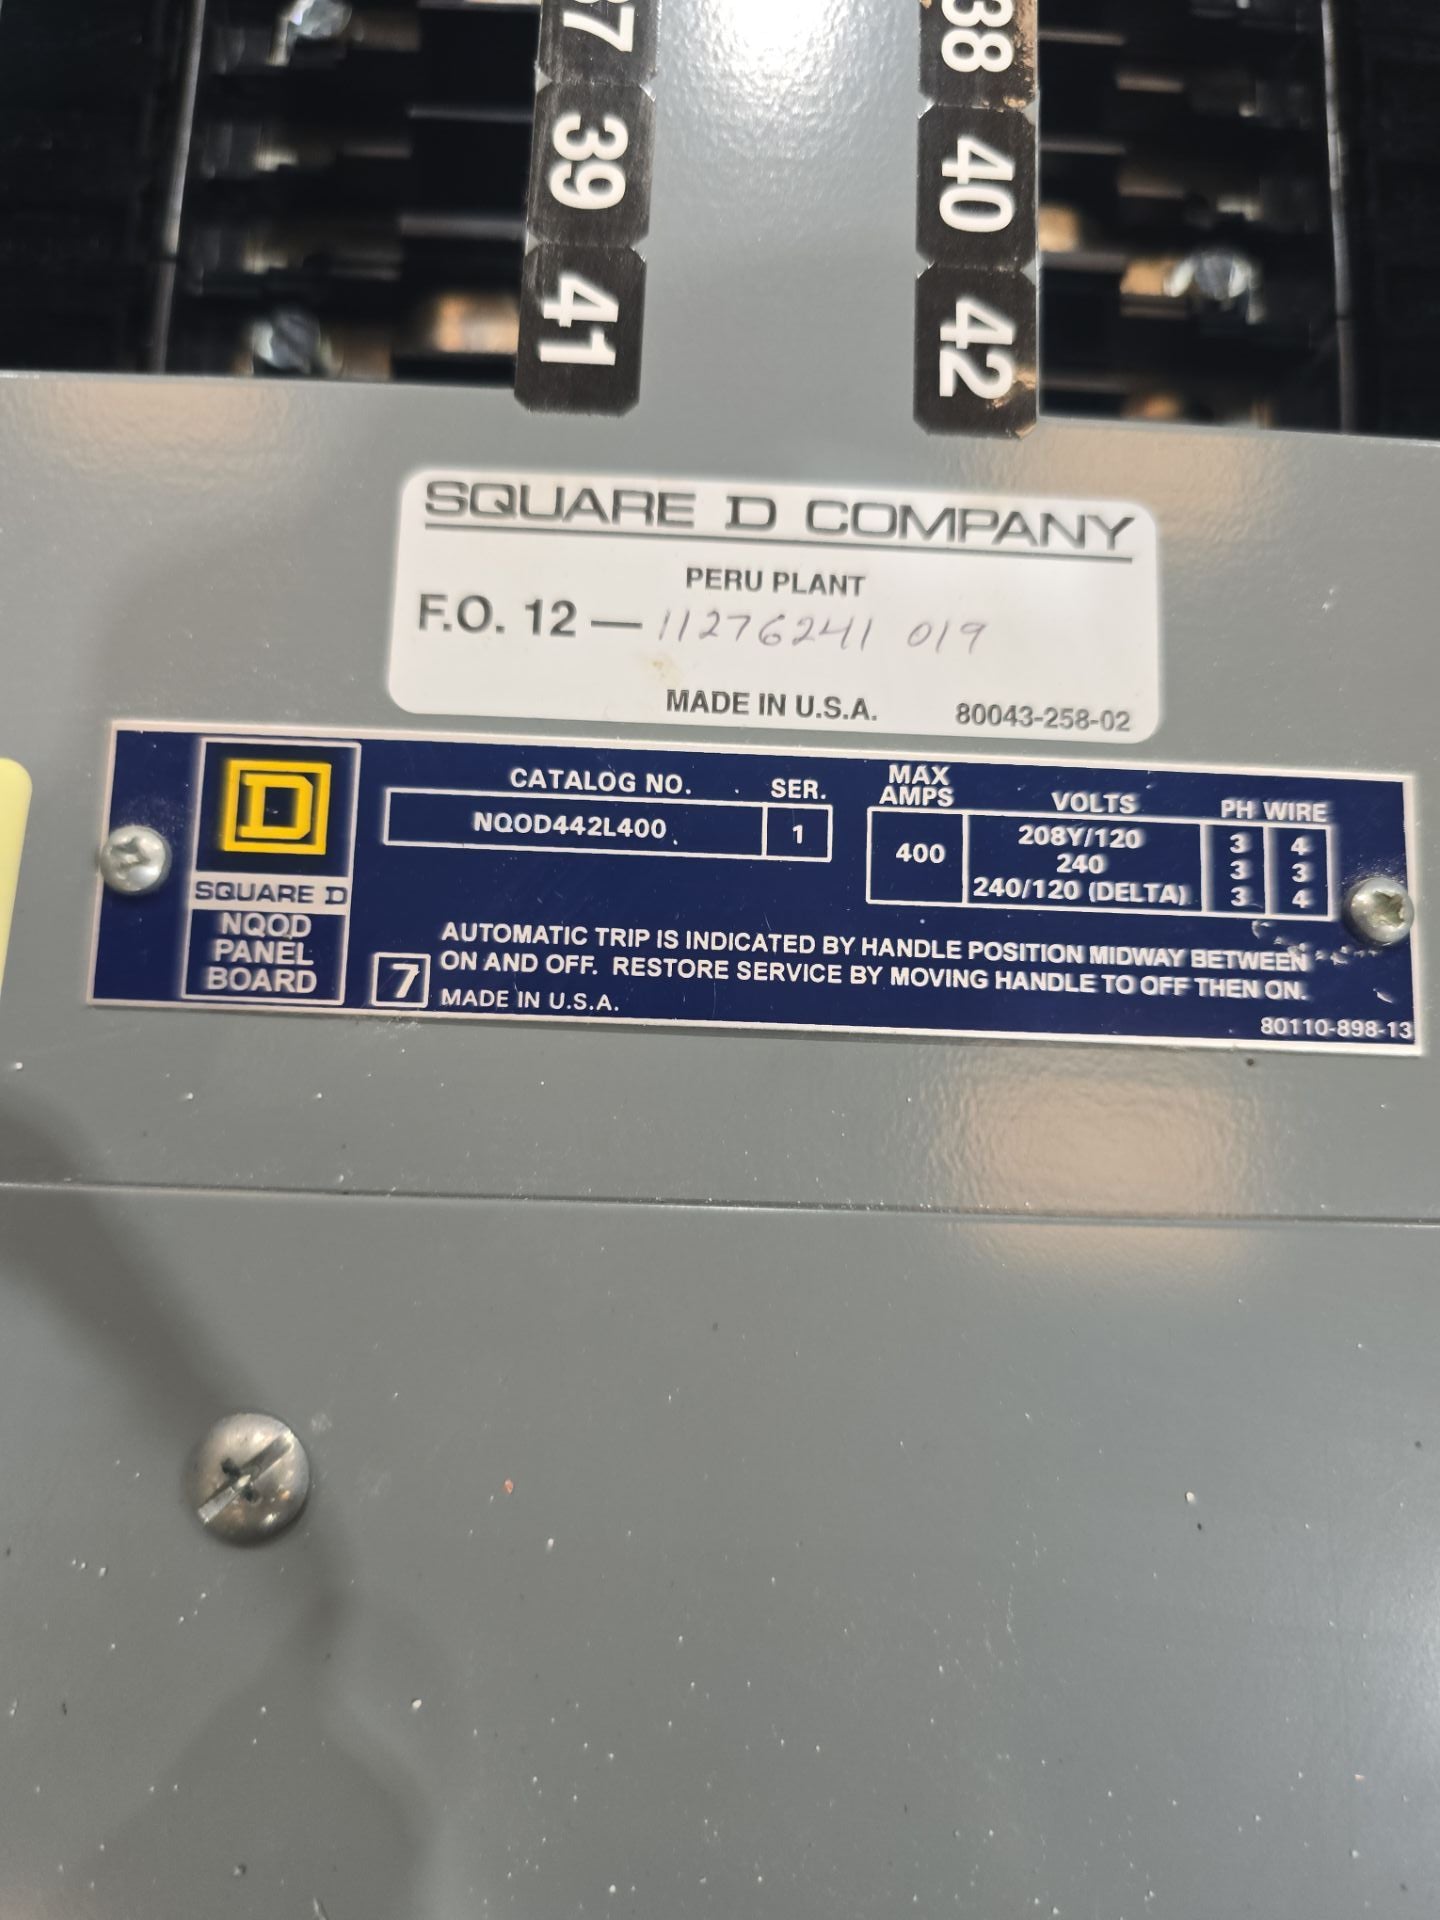 37 38
39 40
41 42
SQUARE D COMPANY
PERU PLANT
F.O. 12 — 11276241 019
MADE IN U.S.A. 80043-258-02
D
SQUARE D
NQOD
PANEL
BOARD
CATALOG NO. SER.
NQOD442L400 1
MAX
AMPS VOLTS PH WIRE
400 208Y/120 3 4
240 3 3
240/120 (DELTA) 3 4
AUTOMATIC TRIP IS INDICATED BY HANDLE POSITION MIDWAY BETWEEN
ON AND OFF. RESTORE SERVICE BY MOVING HANDLE TO OFF THEN ON.
7 MADE IN U.S.A.
80110-898-13